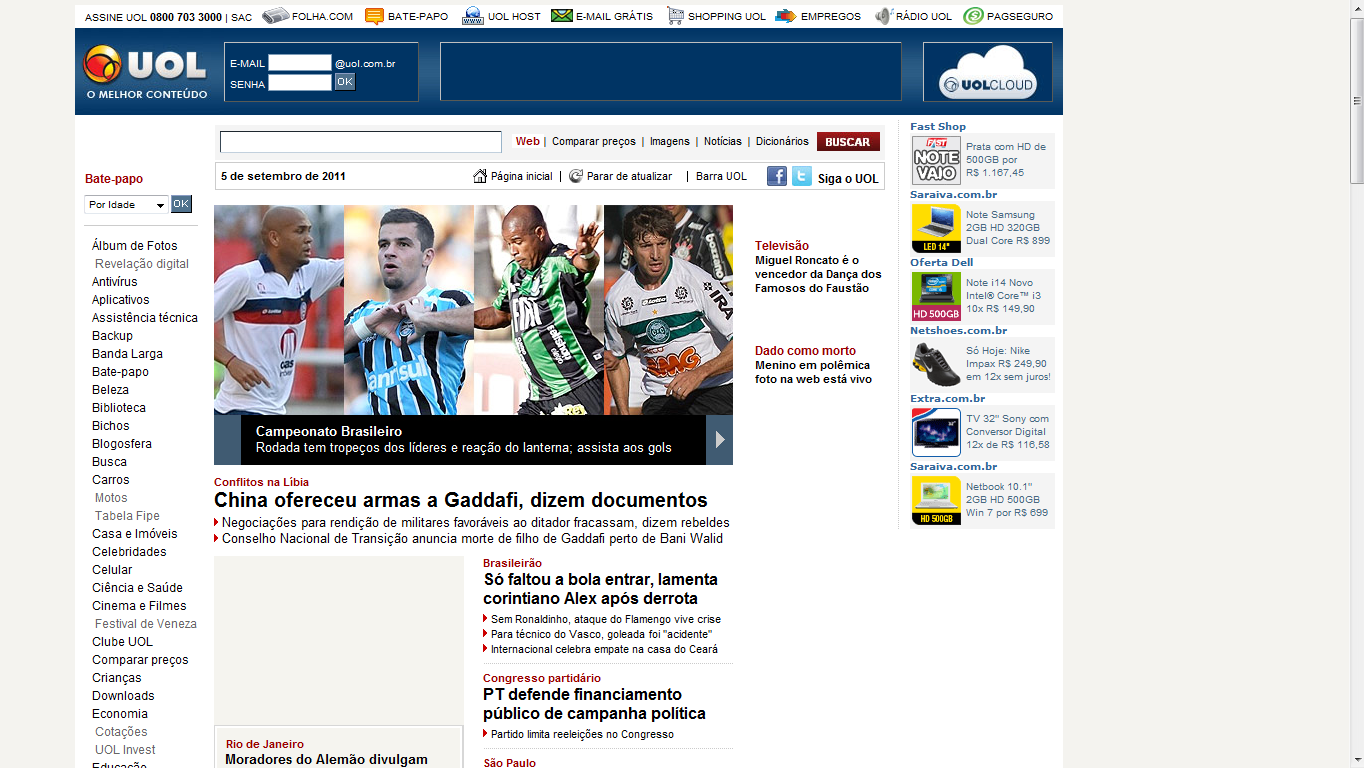 ASSINE UOL 0800 703 3000 | SAC FOLHA.COM BATE-PAPO UOL HOST E-MAIL GRÁTIS SHOPPING UOL EMPREGOS RÁDIO UOL PAGSEGURO
UOL
O MELHOR CONTEÚDO
E-MAIL @uol.com.br
SENHA OK
UOLCLOUD
Web | Comparar preços | Imagens | Notícias | Dicionários BUSCAR
5 de setembro de 2011 Página inicial | Parar de atualizar | Barra UOL Siga o UOL
Bate-papo
Por Idade OK
Álbum de Fotos
Revelação digital
Antivírus
Aplicativos
Assistência técnica
Backup
Banda Larga
Bate-papo
Beleza
Biblioteca
Bichos
Blogosfera
Busca
Carros
Motos
Tabela Fipe
Casa e Imóveis
Celebridades
Celular
Ciência e Saúde
Cinema e Filmes
Festival de Veneza
Clube UOL
Comparar preços
Crianças
Downloads
Economia
Cotações
UOL Invest
Educação
Campeonato Brasileiro
Rodada tem tropeços dos líderes e reação do lanterna; assista aos gols
Conflitos na Líbia
China ofereceu armas a Gaddafi, dizem documentos
Negociações para rendição de militares favoráveis ao ditador fracassam, dizem rebeldes
Conselho Nacional de Transição anuncia morte de filho de Gaddafi perto de Bani Walid
Rio de Janeiro
Moradores do Alemão divulgam
Brasileirão
Só faltou a bola entrar, lamenta
corintiano Alex após derrota
Sem Ronaldinho, ataque do Flamengo vive crise
Para técnico do Vasco, goleada foi "acidente"
Internacional celebra empate na casa do Ceará
Congresso partidário
PT defende financiamento
público de campanha política
Partido limita reeleições no Congresso
São Paulo
Televisão
Miguel Roncato é o
vencedor da Dança dos
Famosos do Faustão
Dado como morto
Menino em polêmica
foto na web está vivo
Fast Shop
FAST
NOTE
VAIO
Prata com HD de
500GB por
R$ 1.167,45
Saraiva.com.br
LED 14"
Note Samsung
2GB HD 320GB
Dual Core R$ 899
Oferta Dell
HD 500GB
Note i14 Novo
Intel® Core™ i3
10x R$ 149,90
Netshoes.com.br
Só Hoje: Nike
Impax R$ 249,90
em 12x sem juros!
Extra.com.br
TV 32" Sony com
Conversor Digital
12x de R$ 116,58
Saraiva.com.br
HD 500GB
Netbook 10.1"
2GB HD 500GB
Win 7 por R$ 699